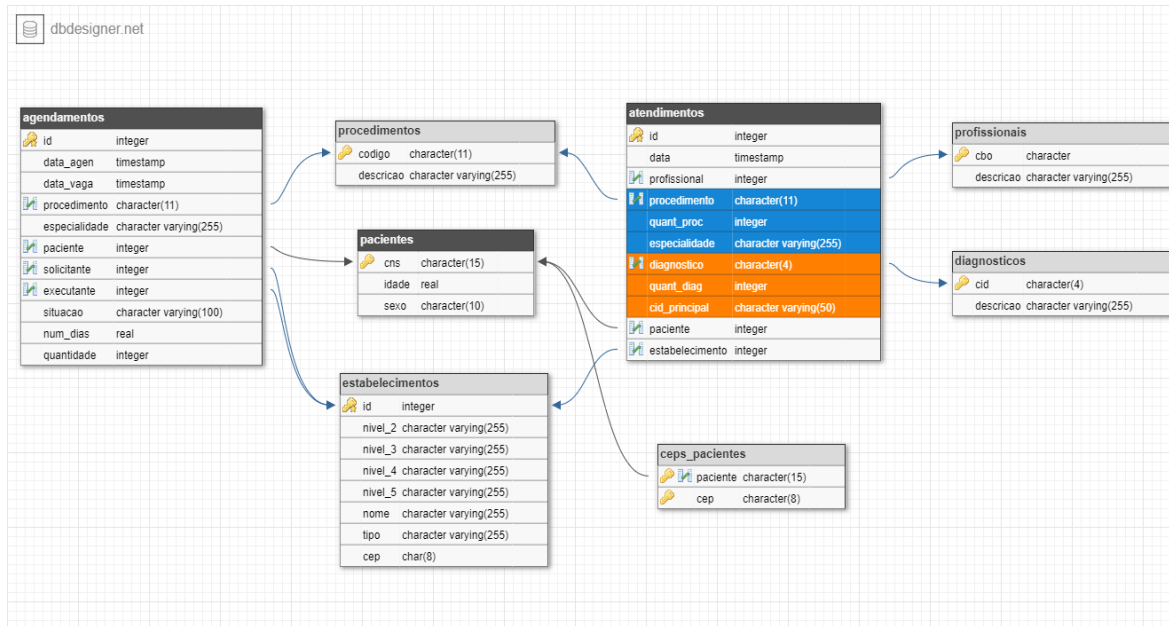 dbdesigner.net
agendamentos
id integer
data_agen timestamp
data_vaga timestamp
procedimento character(11)
especialidade character varying(255)
paciente integer
solicitante integer
executante integer
situacao character varying(100)
num_dias real
quantidade integer
procedimentos
codigo character(11)
descricao character varying(255)
pacientes
cns character(15)
idade real
sexo character(10)
estabelecimentos
id integer
nivel_2 character varying(255)
nivel_3 character varying(255)
nivel_4 character varying(255)
nivel_5 character varying(255)
nome character varying(255)
tipo character varying(255)
cep char(8)
atendimentos
id integer
data timestamp
profissional integer
procedimento character(11)
quant_proc integer
especialidade character varying(255)
diagnostico character(4)
quant_diag integer
cid_principal character varying(50)
paciente integer
estabelecimento integer
ceps_pacientes
paciente character(15)
cep character(8)
profissionais
cbo character
descricao character varying(255)
diagnosticos
cid character(4)
descricao character varying(255)